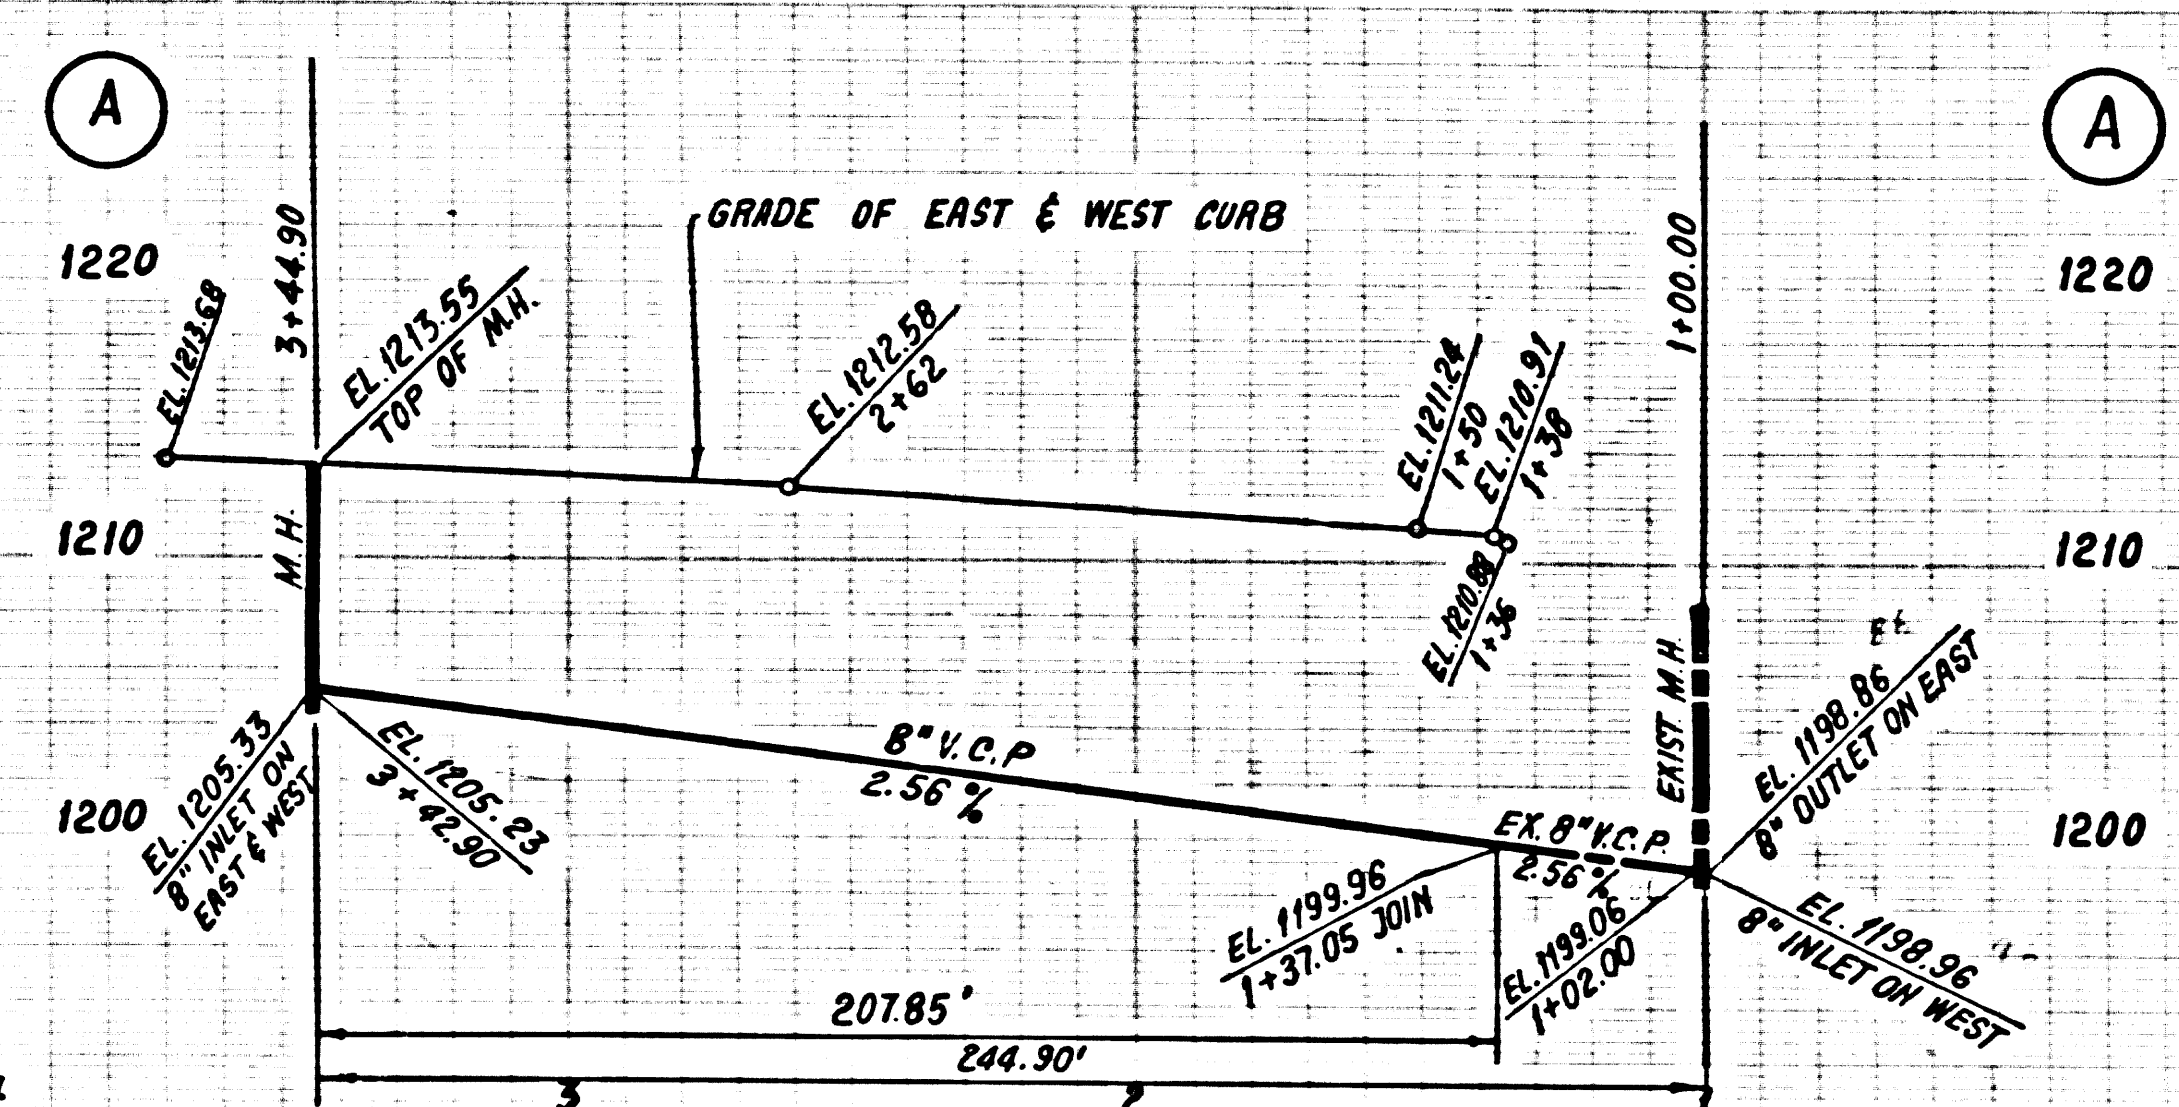 A
A
1220
1220
EL. 1213.68
3+44.90
EL. 1213.55
TOP OF M.H.
GRADE OF EAST & WEST CURB
EL. 1212.58
2+62
EL. 1211.24
1+50
EL. 1210.91
1+38
1+00.00
1210
1210
M.H.
1+36
EXIST M.H.
EL. 1198.86
8" OUTLET ON EAST
1200
1200
EL. 1205.33
8" INLET ON
EAST & WEST
EL. 1205.23
3+42.90
8" V.C.P
2.56 %
EX. 8" V.C.P.
2.56 %
EL. 1199.96
1+37.05 JOIN
EL. 1199.06
1+02.00
EL. 1198.96
8" INLET ON WEST
207.85'
244.90'
3
2